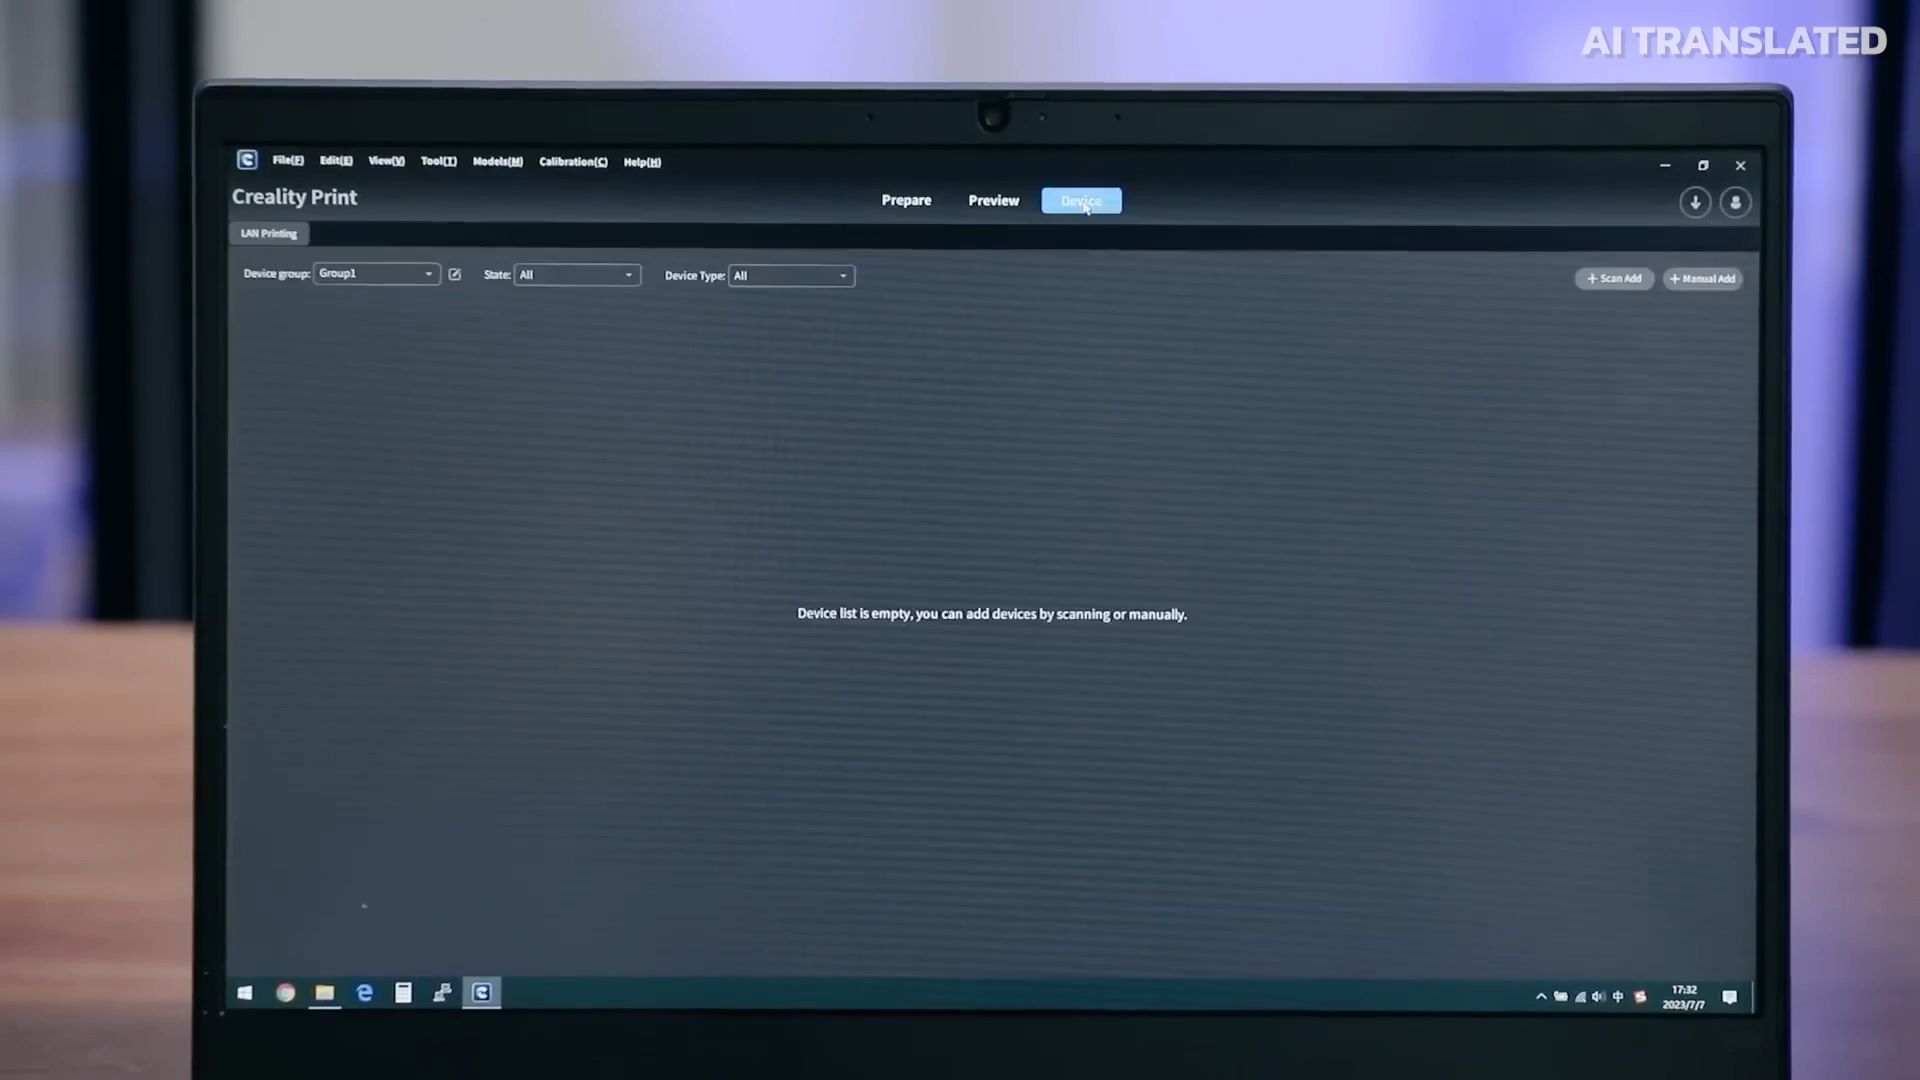 AI TRANSLATED
File(F) Edit(E) View(V) Tool(T) Models(M) Calibration(C) Help(H)
Creality Print
Prepare Preview Device
LAN Printing
Device group: Group1 State: All Device Type: All + Scan Add + Manual Add
Device list is empty, you can add devices by scanning or manually.
中 17:32
2023/7/7